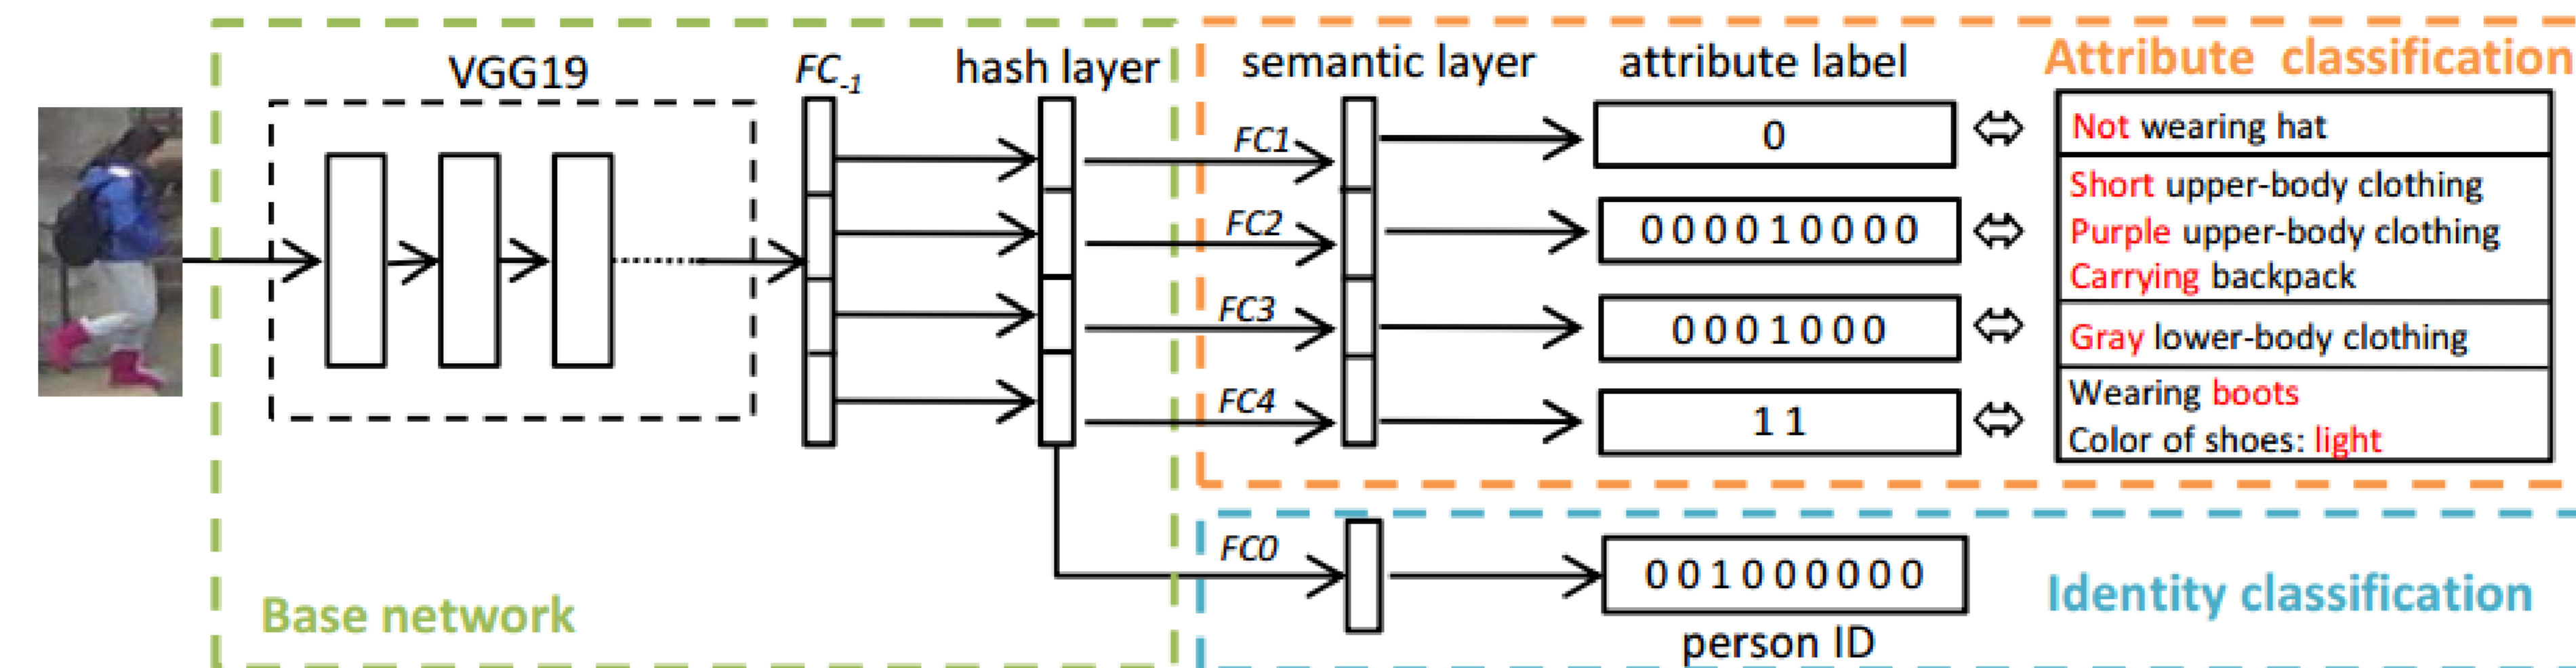 VGG19
FC-1
hash layer
semantic layer
attribute label
Attribute classification
FC1
0
Not wearing hat
FC2
000010000
Short upper-body clothing
Purple upper-body clothing
Carrying backpack
FC3
0001000
Gray lower-body clothing
FC4
11
Wearing boots
Color of shoes: light
FC0
001000000
person ID
Base network
Identity classification